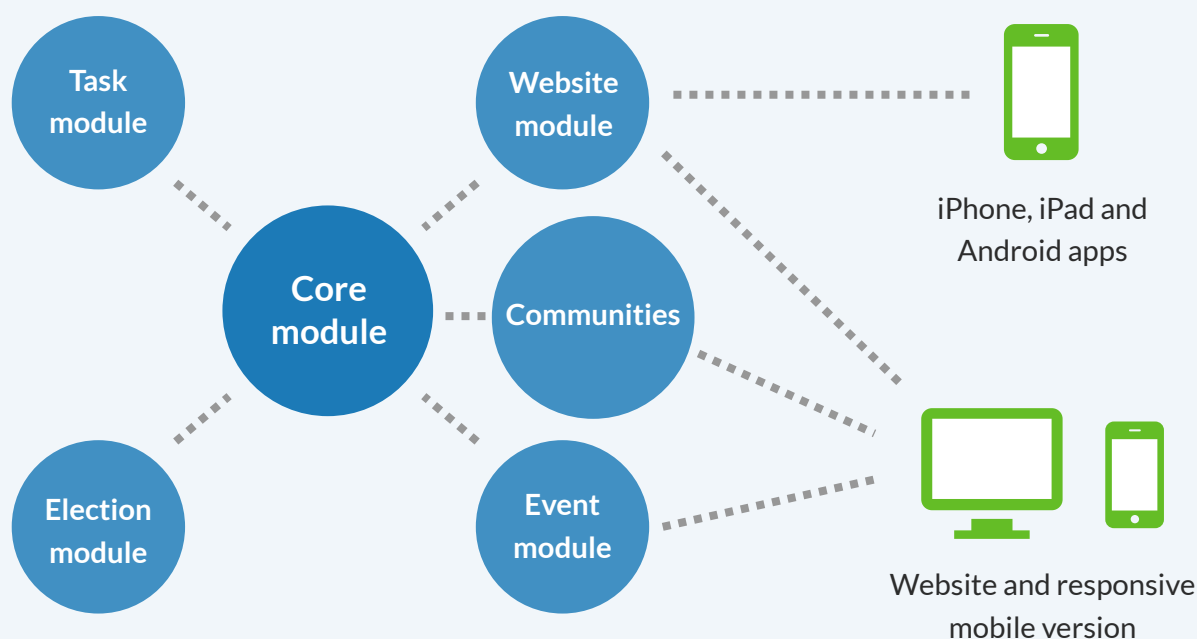 Task
module
Website
module
iPhone, iPad and
Android apps
Core
module
Communities
Election
module
Event
module
Website and responsive
mobile version